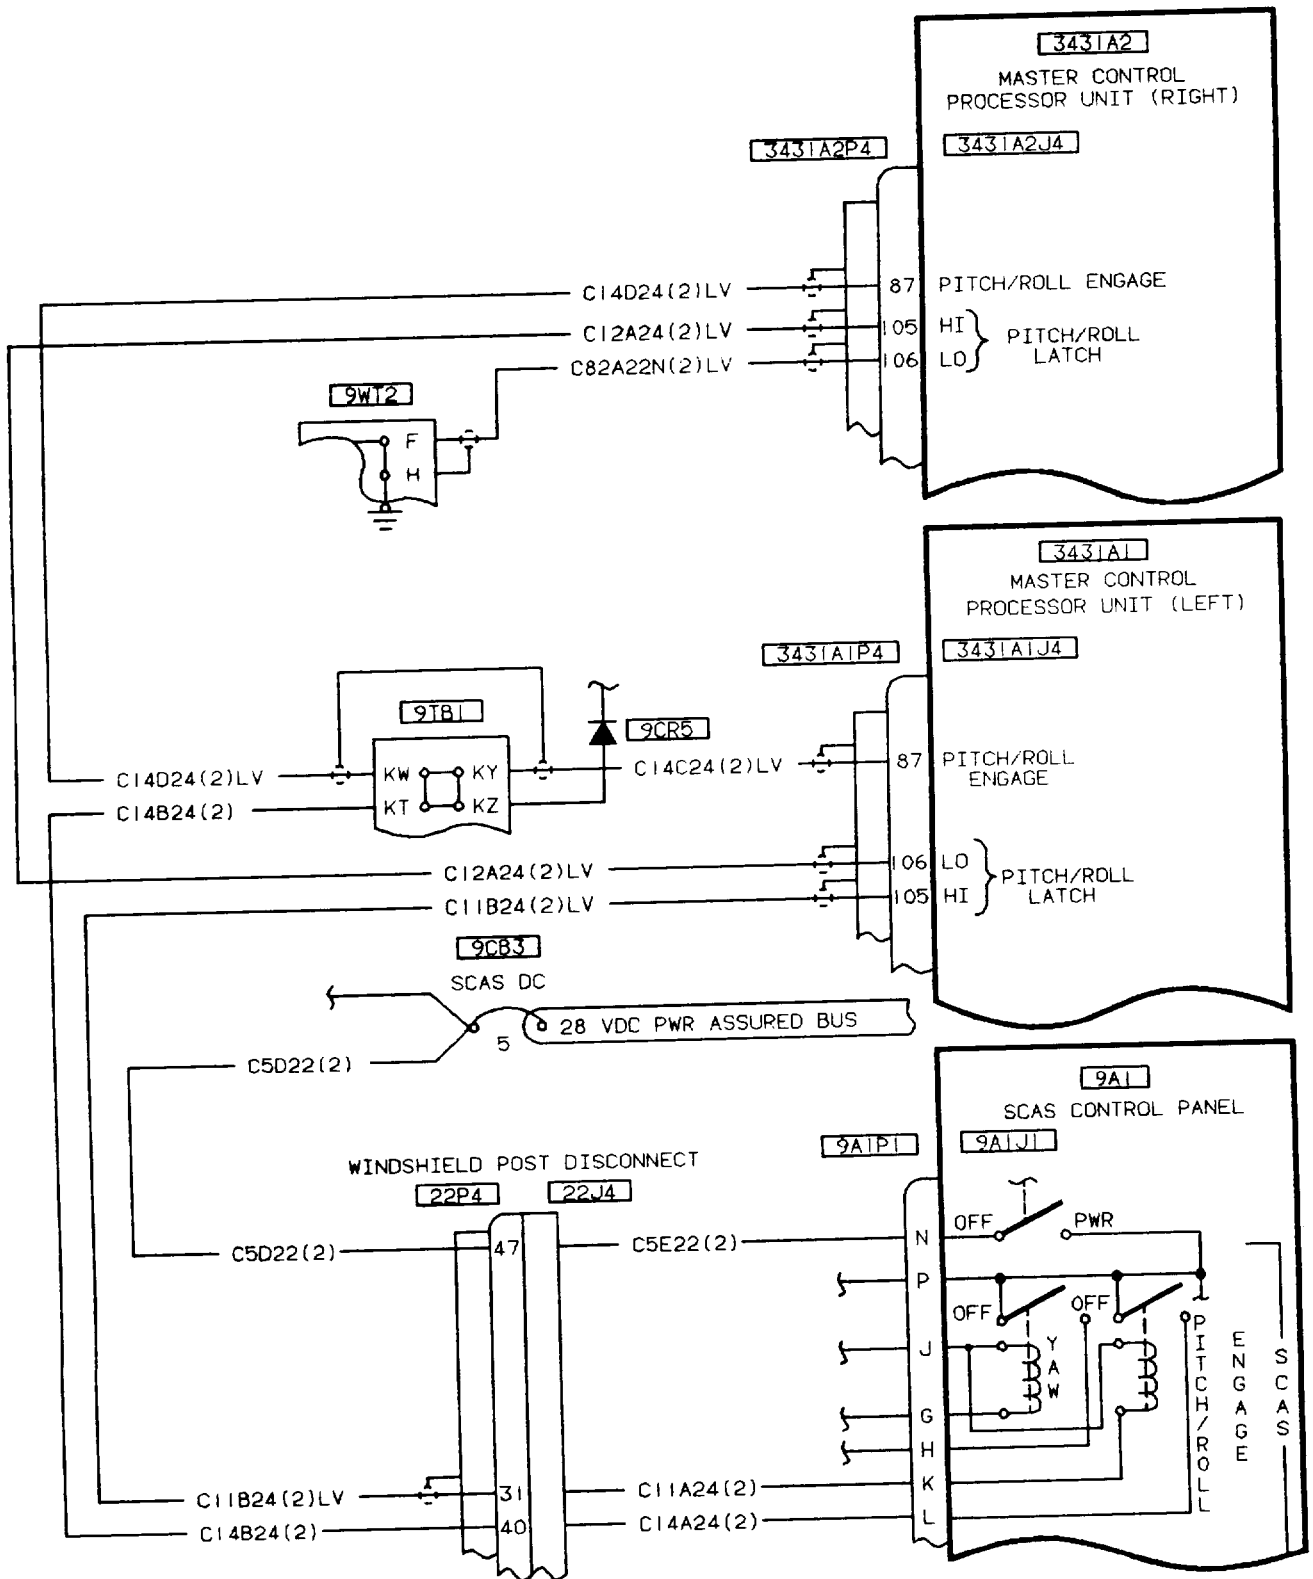 3431A2
MASTER CONTROL
PROCESSOR UNIT (RIGHT)
3431A2P4
3431A2J4
C14D24(2)LV
87
PITCH/ROLL ENGAGE
C12A24(2)LV
105
HI
C82A22N(2)LV
106
LO
PITCH/ROLL
LATCH
9WT2
F
H
3431A1
MASTER CONTROL
PROCESSOR UNIT (LEFT)
3431A1P4
3431A1J4
9TB1
9CR5
C14D24(2)LV
KW
KY
C14C24(2)LV
87
PITCH/ROLL
ENGAGE
C14B24(2)
KT
KZ
C12A24(2)LV
106
LO
C11B24(2)LV
105
HI
PITCH/ROLL
LATCH
9CB3
SCAS DC
5
28 VDC PWR ASSURED BUS
C5D22(2)
9A1
SCAS CONTROL PANEL
9A1P1
9A1J1
WINDSHIELD POST DISCONNECT
22P4
22J4
C5D22(2)
47
C5E22(2)
N
OFF
PWR
P
OFF
OFF
J
YAW
G
H
PITCH/ROLL
ENGAGE
SCAS
C11B24(2)LV
31
C11A24(2)
K
C14B24(2)
40
C14A24(2)
L